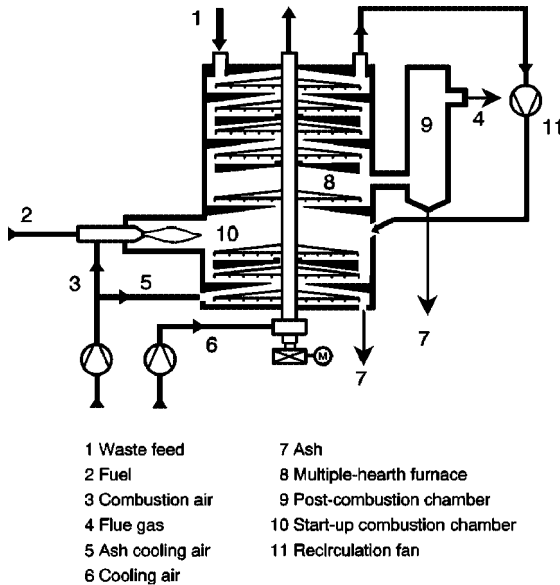 1
4
11
9
8
2
10
3
5
6
7
7
M
1 Waste feed
2 Fuel
3 Combustion air
4 Flue gas
5 Ash cooling air
6 Cooling air
7 Ash
8 Multiple-hearth furnace
9 Post-combustion chamber
10 Start-up combustion chamber
11 Recirculation fan